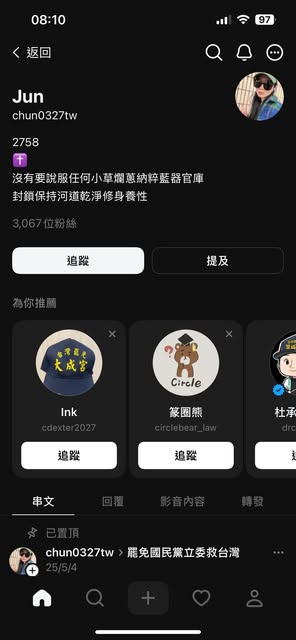 08:10
97
返回
Jun
chun0327tw
2758
✝️
沒有要說服任何小草爛蔥納粹藍器官庫
封鎖保持河道乾淨修身養性
3,067 位粉絲
追蹤
提及
為你推薦
台灣罷免
大成宮
Circle
Ink
篆圈熊
杜承
cdexter2027
circlebear_law
drc
追蹤
追蹤
串文
回覆
影音內容
轉發
已置頂
chun0327tw > 罷免國民黨立委救台灣
25/5/4